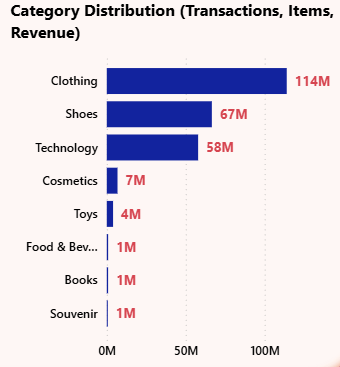 Category Distribution (Transactions, Items,
Revenue)
Clothing 114M
Shoes 67M
Technology 58M
Cosmetics 7M
Toys 4M
Food & Bev... 1M
Books 1M
Souvenir 1M
0M 50M 100M